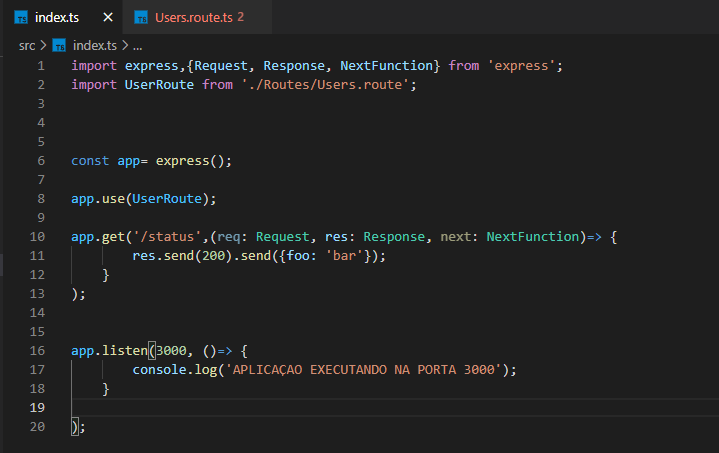 TS index.ts × TS Users.route.ts 2
src > TS index.ts > ...
1 import express,{Request, Response, NextFunction} from 'express';
2 import UserRoute from './Routes/Users.route';
3
4
5
6 const app= express();
7
8 app.use(UserRoute);
9
10 app.get('/status',(req: Request, res: Response, next: NextFunction)=> {
11         res.send(200).send({foo: 'bar'});
12     }
13 );
14
15
16 app.listen(3000, ()=> {
17         console.log('APLICAÇAO EXECUTANDO NA PORTA 3000');
18     }
19
20 );